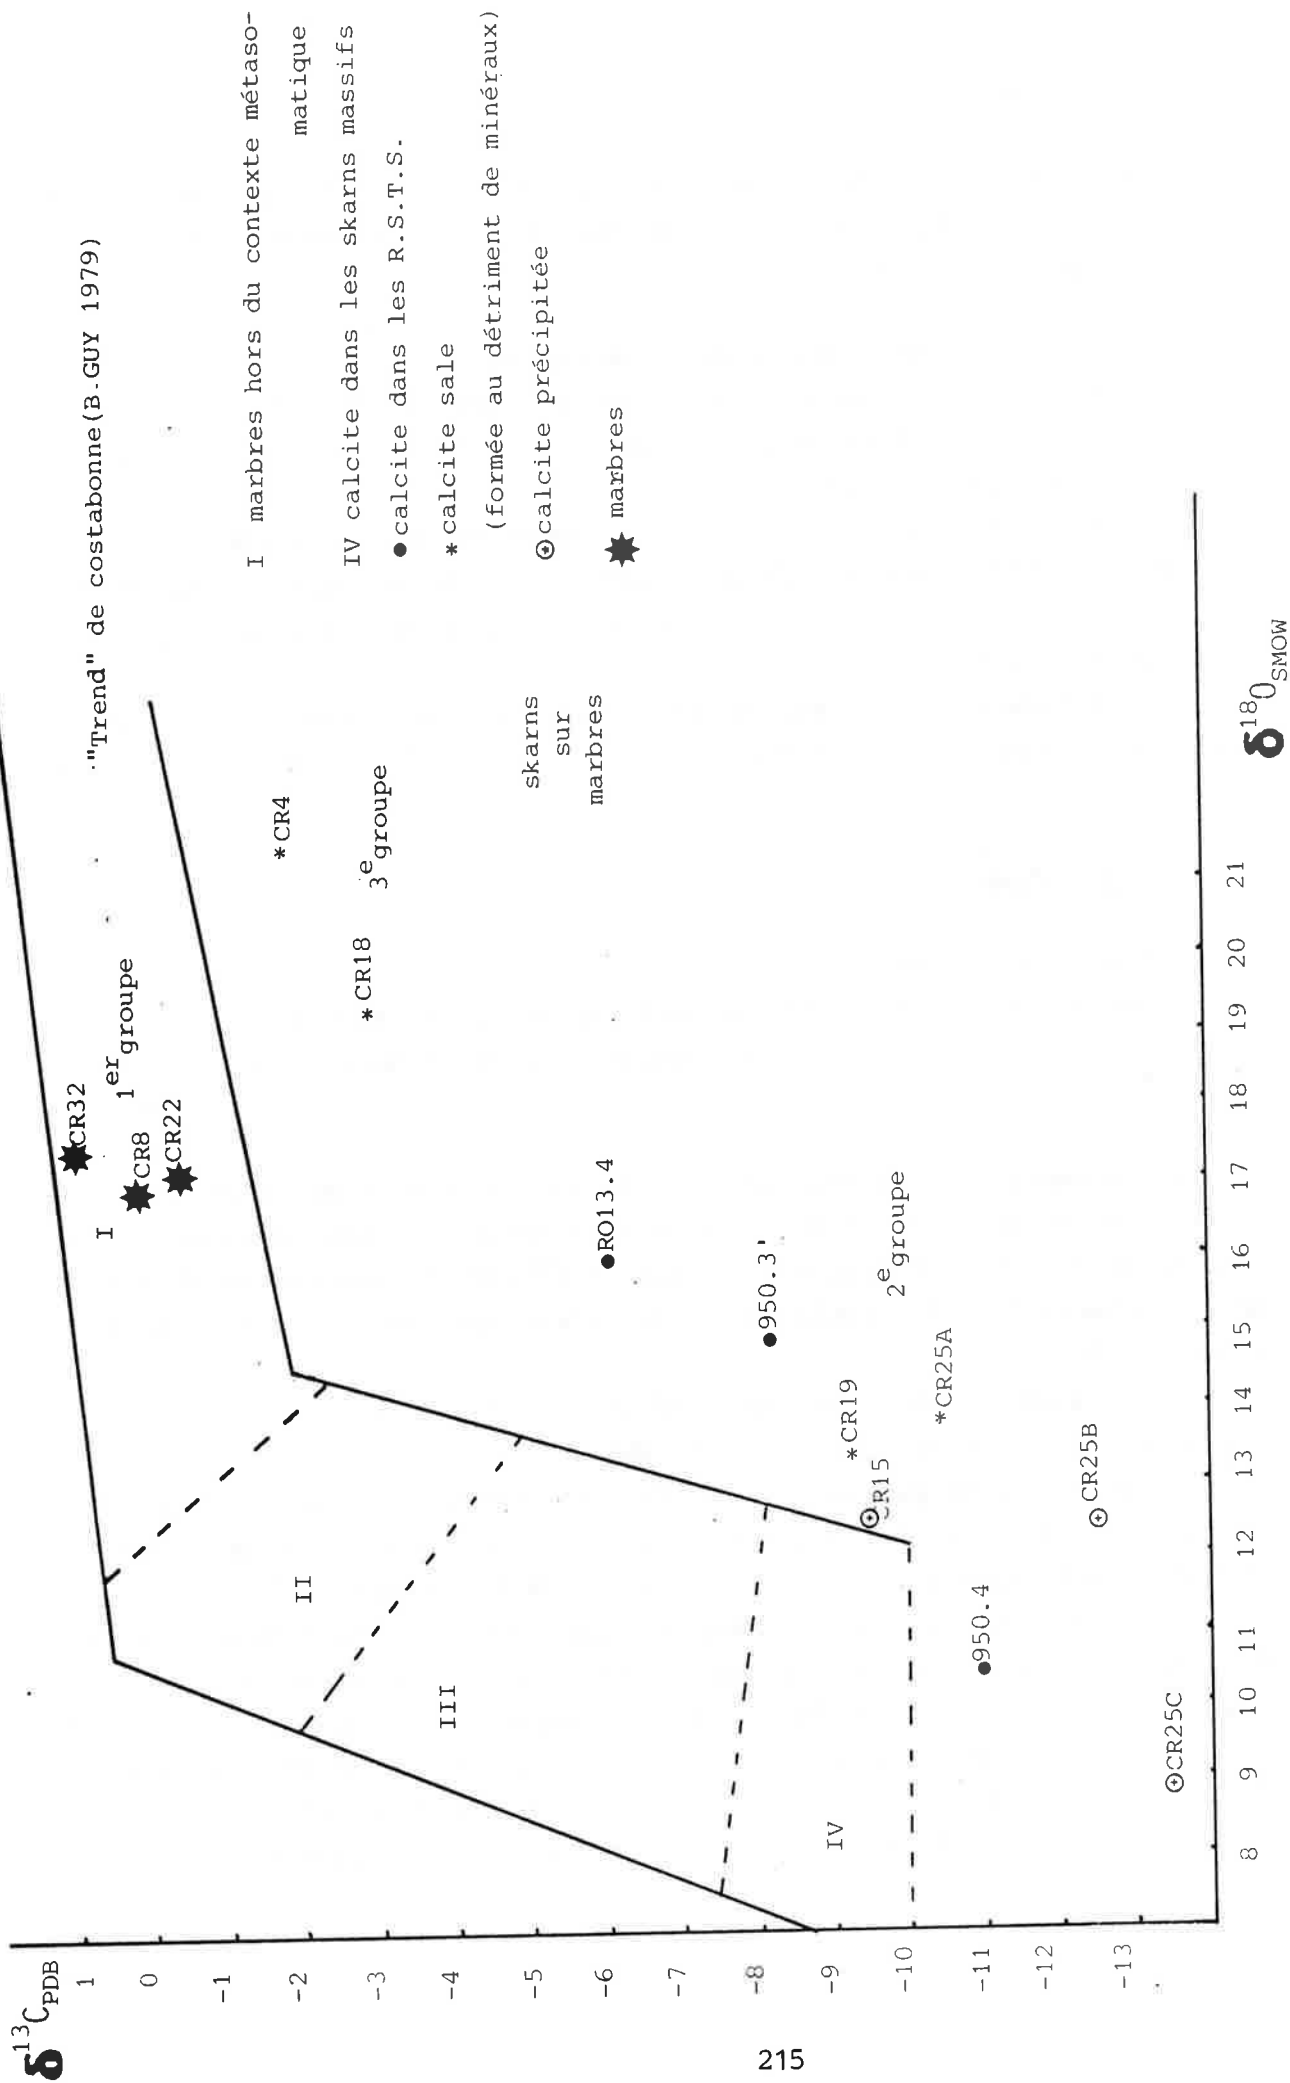 δ¹³C PDB
"Trend" de costabonne(B.GUY 1979)
I marbres hors du contexte métaso-
matique
IV calcite dans les skarns massifs
● calcite dans les R.S.T.S.
* calcite sale
(formée au détriment de minéraux)
⊙ calcite précipitée
✸ marbres
skarns
sur
marbres
1
0
-1
-2
-3
-4
-5
-6
-7
-8
-9
-10
-11
-12
-13
I
II
III
IV
CR32
CR8
CR22
1er groupe
*CR4
*CR18
3e groupe
●RO13.4
●950.3'
2e groupe
*CR19
*CR25A
CR15
⊙ CR25B
●950.4
⊙CR25C
8 9 10 11 12 13 14 15 16 17 18 19 20 21
δ¹⁸O SMOW
215